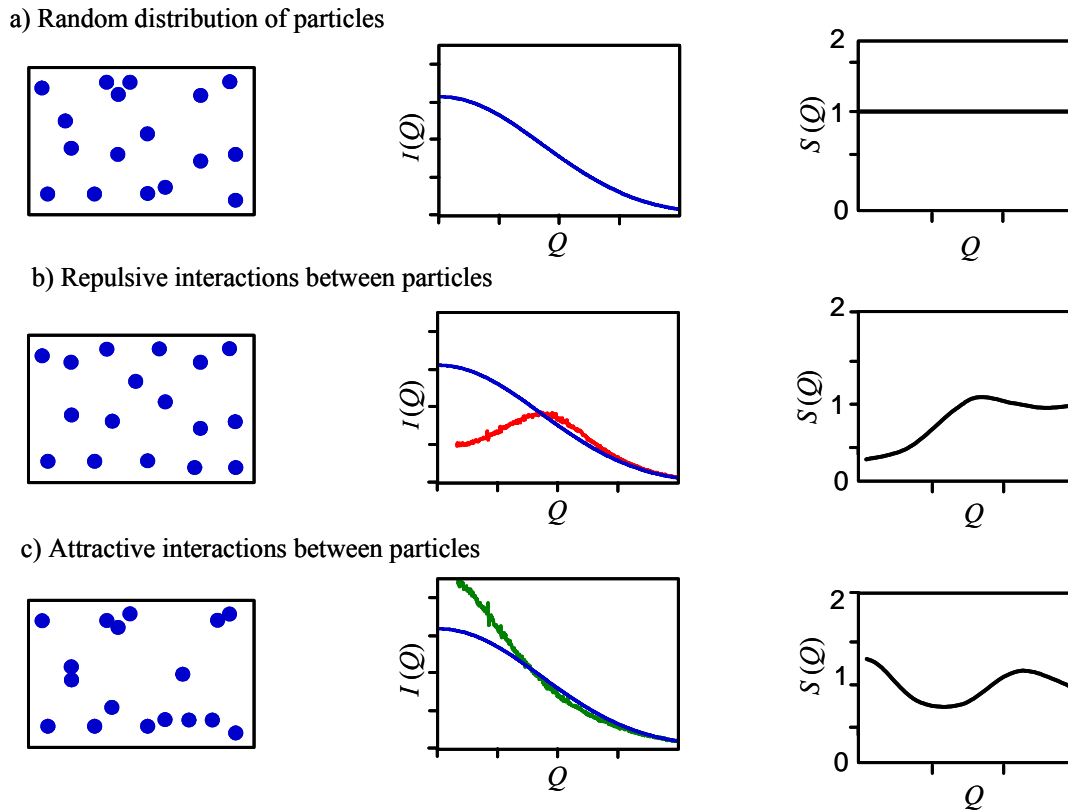 a) Random distribution of particles
I(Q)
Q
S(Q)
2
1
0
Q
b) Repulsive interactions between particles
I(Q)
Q
S(Q)
2
1
0
Q
c) Attractive interactions between particles
I(Q)
Q
S(Q)
2
1
0
Q